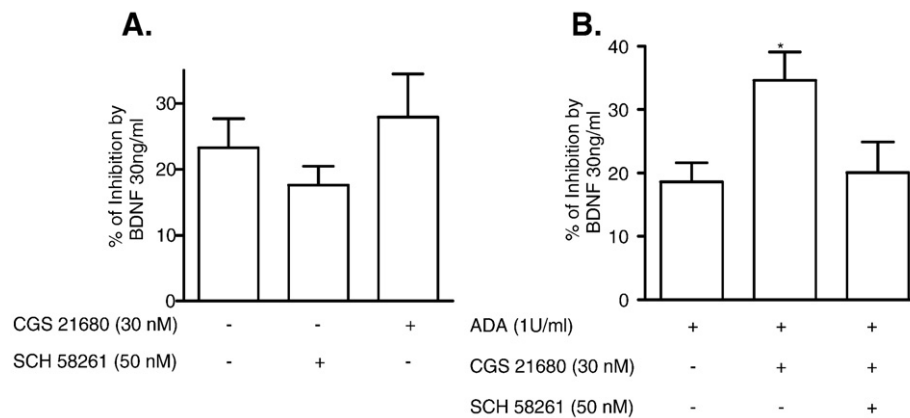 A.
% of Inhibition by
BDNF 30ng/ml
30
20
10
0
CGS 21680 (30 nM) - - +
SCH 58261 (50 nM) - + -
B.
% of Inhibition by
BDNF 30ng/ml
40
30
20
10
0
*
ADA (1U/ml) + + +
CGS 21680 (30 nM) - + +
SCH 58261 (50 nM) - - +